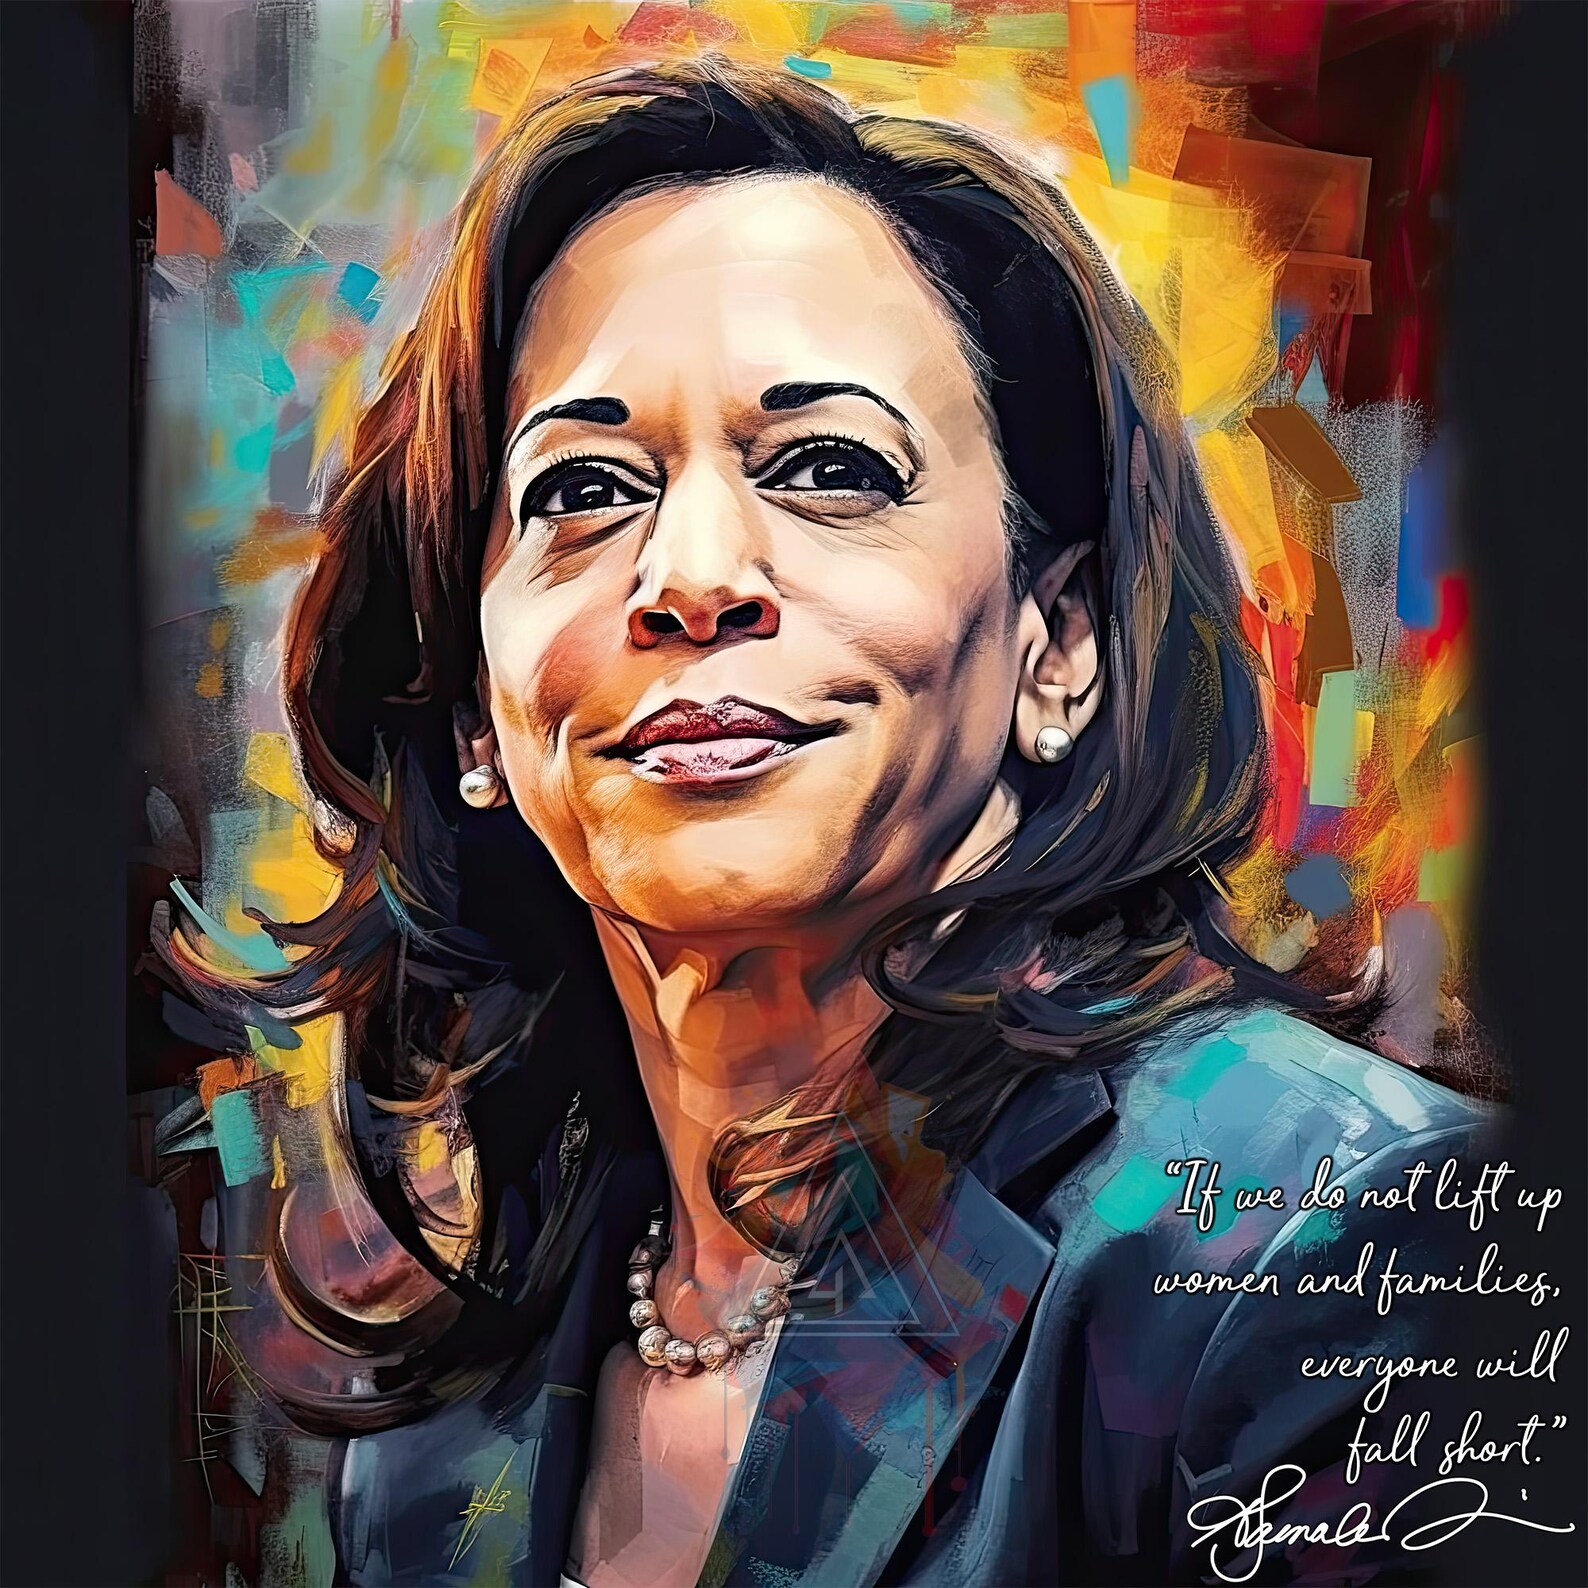 “If we do not lift up
women and families,
everyone will
fall short.”